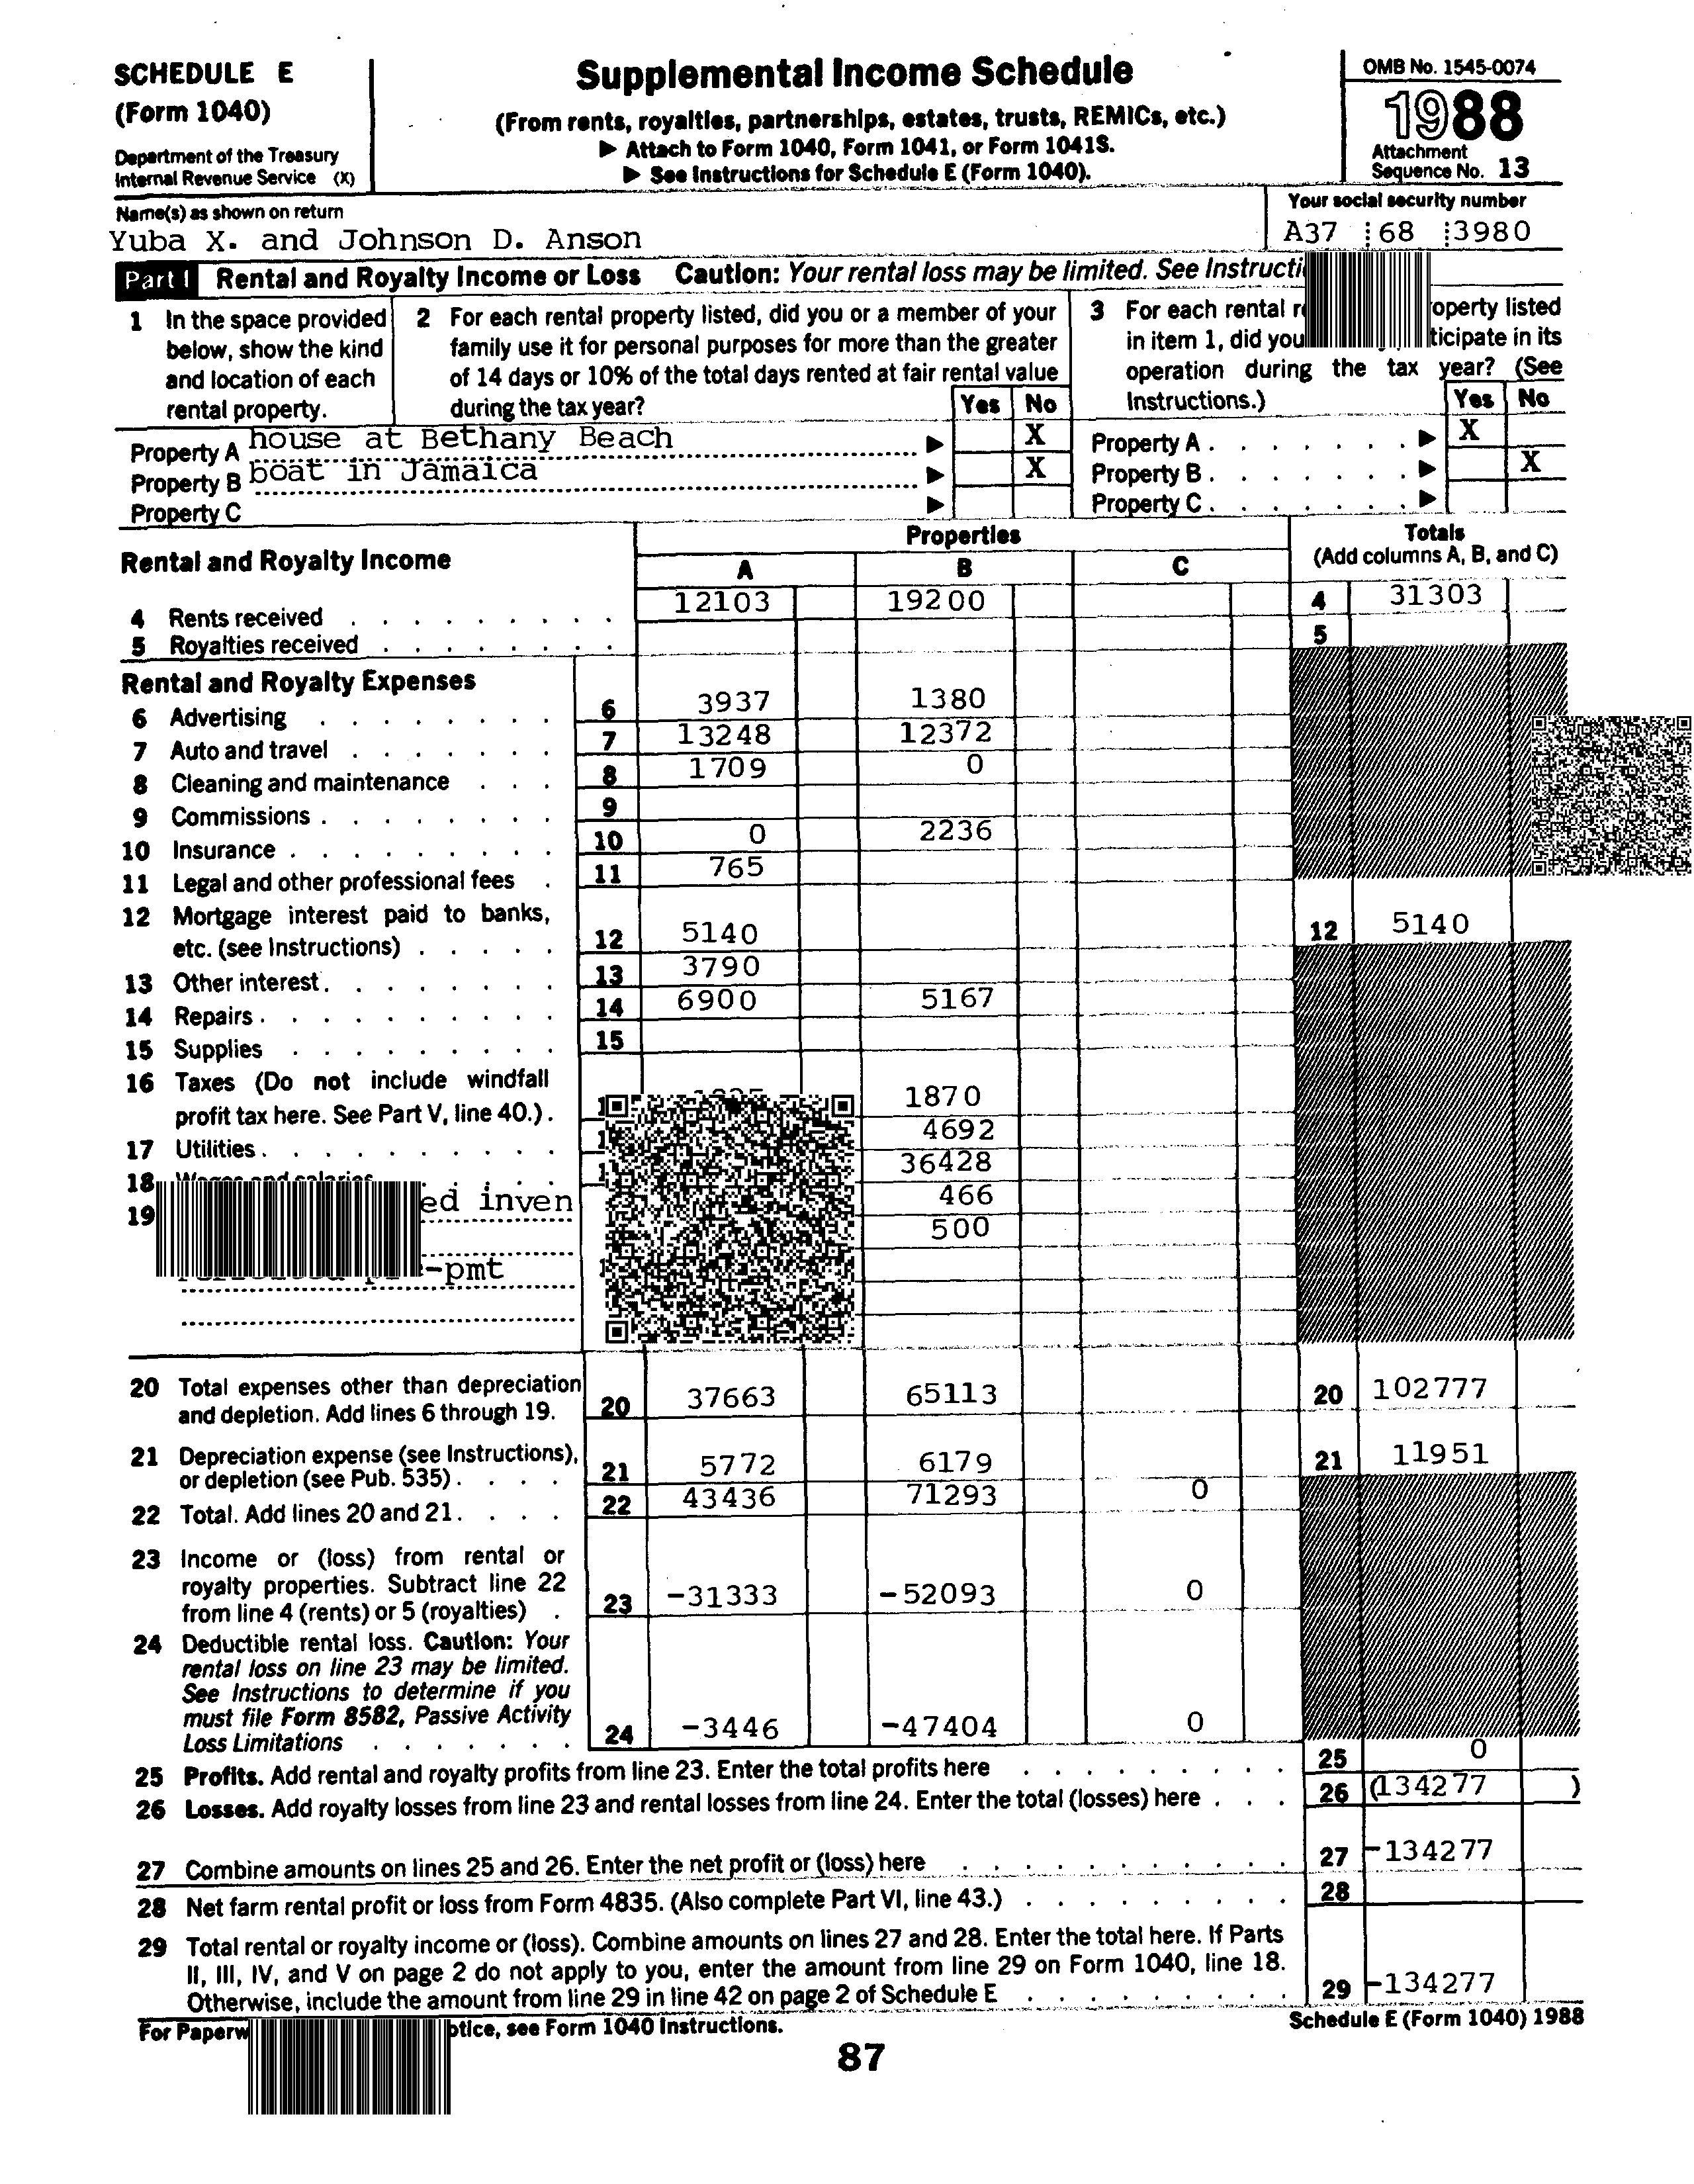 SCHEDULE E
(Form 1040)
Department of the Treasury
Internal Revenue Service (X)
Supplemental Income Schedule
(From rents, royalties, partnerships, estates, trusts, REMICs, etc.)
▶ Attach to Form 1040, Form 1041, or Form 1041S.
▶ See Instructions for Schedule E (Form 1040).
OMB No. 1545-0074
1988
Attachment
Sequence No. 13
Name(s) as shown on return
Yuba X. and Johnson D. Anson
Your social security number
A37 68 3980
Part I Rental and Royalty Income or Loss Caution: Your rental loss may be limited. See
1 In the space provided
below, show the kind
and location of each
rental property.
2 For each rental property listed, did you or a member of your
family use it for personal purposes for more than the greater
of 14 days or 10% of the total days rented at fair rental value
during the tax year?
Yes No
3 For each rental listed
in item 1, did you in its
operation during the tax year? (See
Instructions.)
Yes No
Property A house at Bethany Beach ▶ X Property A . . . . . . . ▶ X
Property B boat in Jamaica ▶ X Property B . . . . . . . ▶ X
Property C ▶ Property C . . . . . . . ▶
Rental and Royalty Income
Properties
A B C
Totals
(Add columns A, B, and C)
4 Rents received . . . . . . . . . 12103 19200 4 31303
5 Royalties received . . . . . . . . 5
Rental and Royalty Expenses
6 Advertising . . . . . . . . 6 3937 1380
7 Auto and travel . . . . . . . 7 13248 12372
8 Cleaning and maintenance . . . 8 1709 0
9 Commissions . . . . . . . . 9
10 Insurance . . . . . . . . . 10 0 2236
11 Legal and other professional fees . 11 765
12 Mortgage interest paid to banks,
etc. (see Instructions) . . . . . 12 5140 12 5140
13 Other interest . . . . . . . . 13 3790
14 Repairs . . . . . . . . . . 14 6900 5167
15 Supplies . . . . . . . . . 15
16 Taxes (Do not include windfall
profit tax here. See Part V, line 40.) . 1870
17 Utilities . . . . . . . . . . 4692
18 Wages and salaries . . . 36428
19 inven 466
500
-pmt
20 Total expenses other than depreciation
and depletion. Add lines 6 through 19. 20 37663 65113 20 102777
21 Depreciation expense (see Instructions),
or depletion (see Pub. 535) . . . . 21 5772 6179 21 11951
22 Total. Add lines 20 and 21 . . . . 22 43436 71293 0
23 Income or (loss) from rental or
royalty properties. Subtract line 22
from line 4 (rents) or 5 (royalties) . 23 -31333 -52093 0
24 Deductible rental loss. Caution: Your
rental loss on line 23 may be limited.
See Instructions to determine if you
must file Form 8582, Passive Activity
Loss Limitations . . . . . . . 24 -3446 -47404 0
25 Profits. Add rental and royalty profits from line 23. Enter the total profits here . . . . . . . . . 25 0
26 Losses. Add royalty losses from line 23 and rental losses from line 24. Enter the total (losses) here . . . 26 (134277 )
27 Combine amounts on lines 25 and 26. Enter the net profit or (loss) here . . . . . . . . . . . 27 -134277
28 Net farm rental profit or loss from Form 4835. (Also complete Part VI, line 43.) . . . . . . . . . 28
29 Total rental or royalty income or (loss). Combine amounts on lines 27 and 28. Enter the total here. If Parts
II, III, IV, and V on page 2 do not apply to you, enter the amount from line 29 on Form 1040, line 18.
Otherwise, include the amount from line 29 in line 42 on page 2 of Schedule E . . . . . . . . . 29 -134277
For see Form 1040 Instructions.
Schedule E (Form 1040) 1988
87